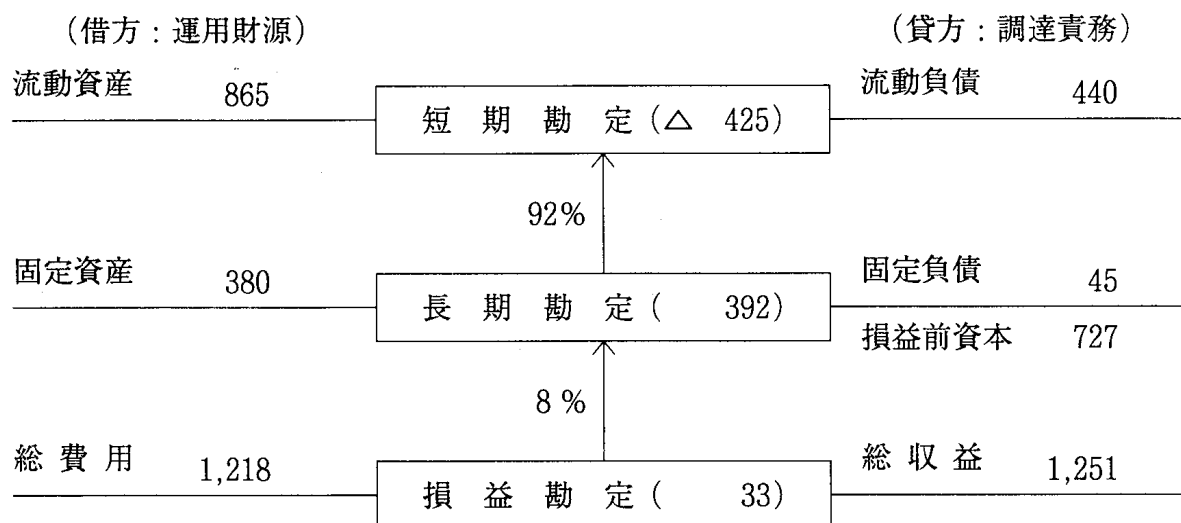 (借方：運用財源) (貸方：調達責務)
流動資産 865 短期勘定(△ 425) 流動負債 440
92%
固定資産 380 長期勘定( 392) 固定負債 45
損益前資本 727
8%
総費用 1,218 損益勘定( 33) 総収益 1,251